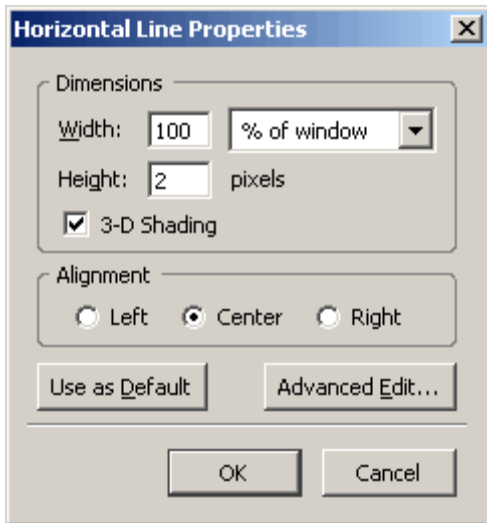 Horizontal Line Properties
Dimensions
Width: 100 % of window
Height: 2 pixels
3-D Shading
Alignment
Left Center Right
Use as Default Advanced Edit...
OK Cancel